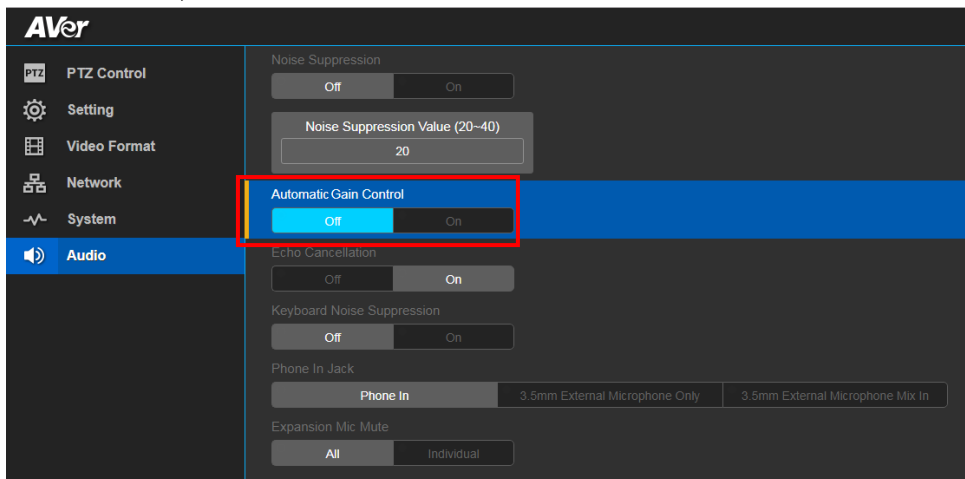 AVer
PTZ PTZ Control
Setting
Video Format
Network
System
Audio
Noise Suppression
Off On
Noise Suppression Value (20~40)
20
Automatic Gain Control
Off On
Echo Cancellation
Off On
Keyboard Noise Suppression
Off On
Phone In Jack
Phone In 3.5mm External Microphone Only 3.5mm External Microphone Mix In
Expansion Mic Mute
All Individual